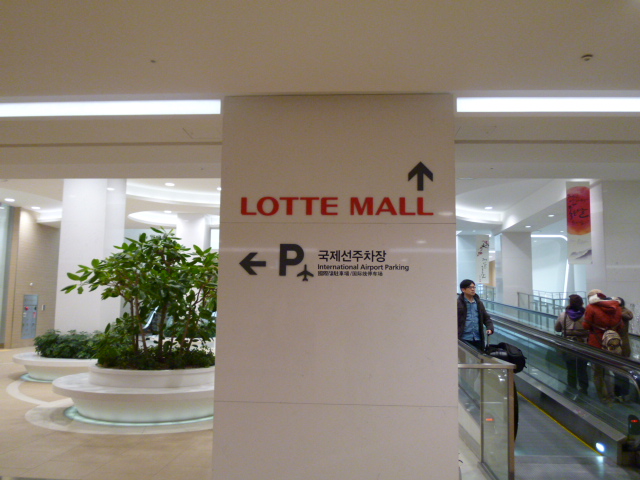 LOTTE MALL
P
국제선주차장
International Airport Parking